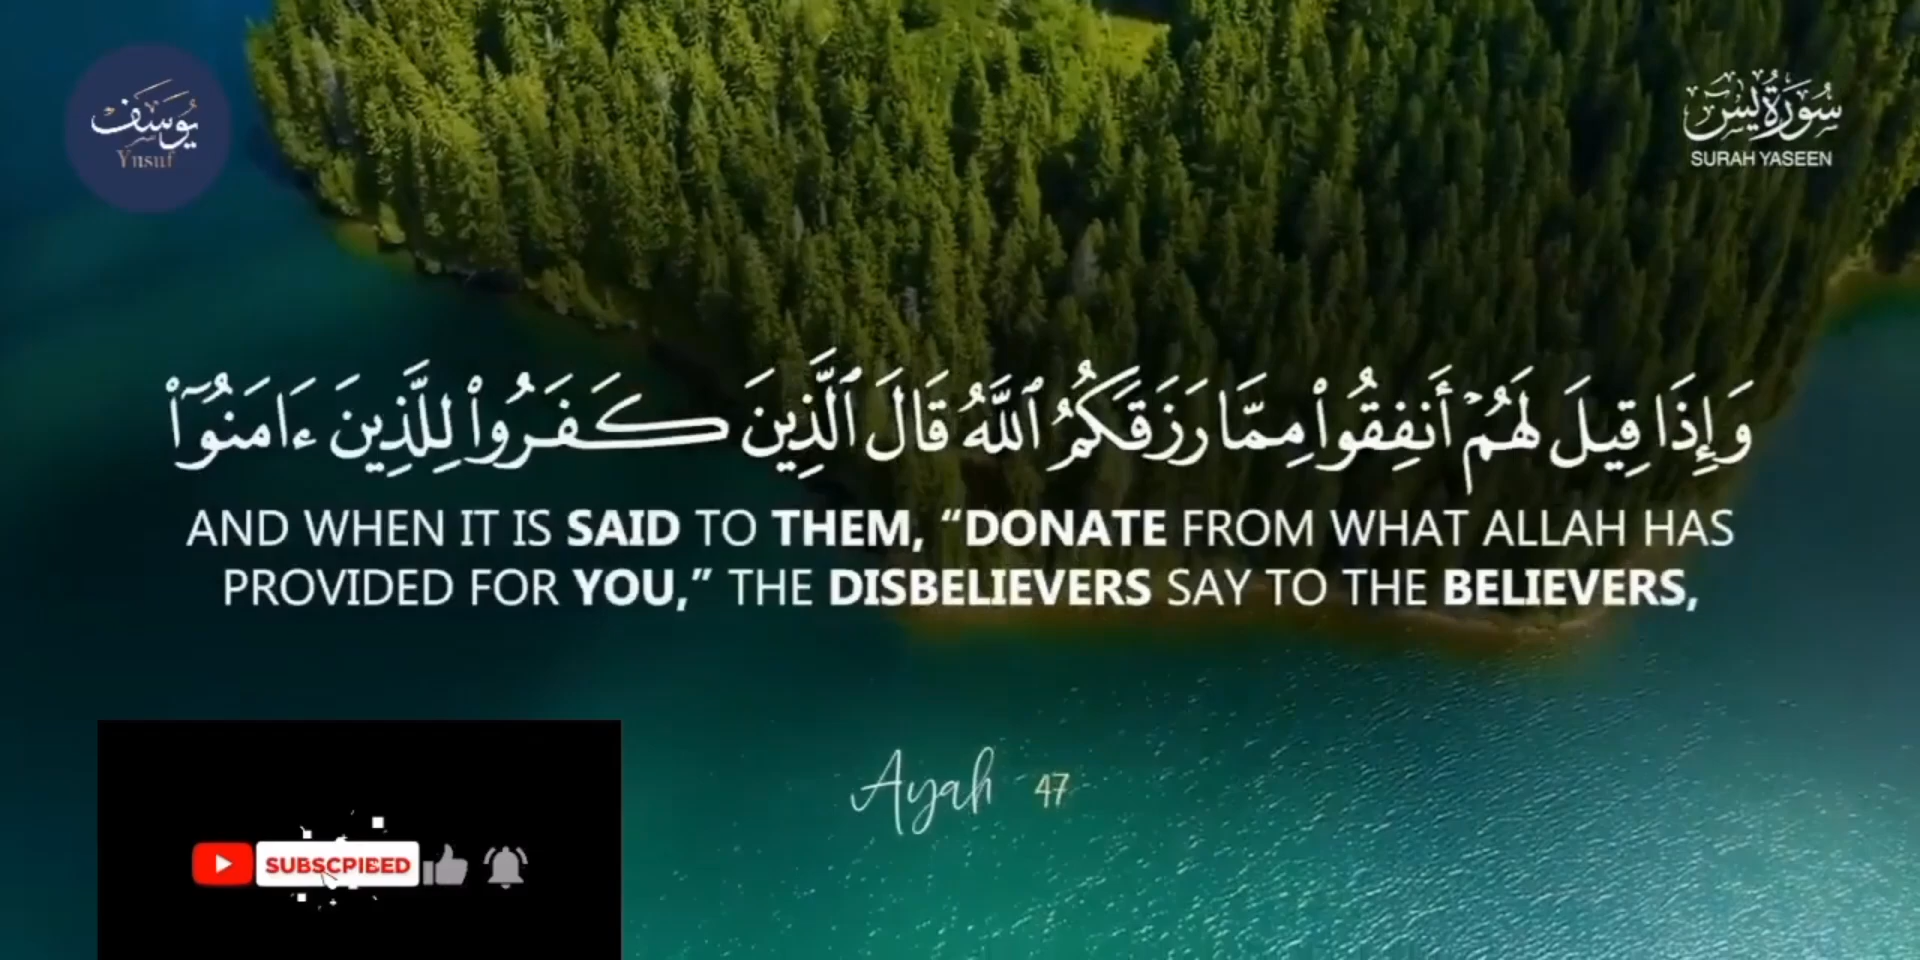 يُوسَف
Yusuf
سُورَةُ يسٓ
SURAH YASEEN
وَإِذَا قِيلَ لَهُمۡ أَنفِقُواْ مِمَّا رَزَقَكُمُ ٱللَّهُ قَالَ ٱلَّذِينَ كَفَرُواْ لِلَّذِينَ ءَامَنُوٓاْ
AND WHEN IT IS SAID TO THEM, “DONATE FROM WHAT ALLAH HAS
PROVIDED FOR YOU,” THE DISBELIEVERS SAY TO THE BELIEVERS,
Ayah 47